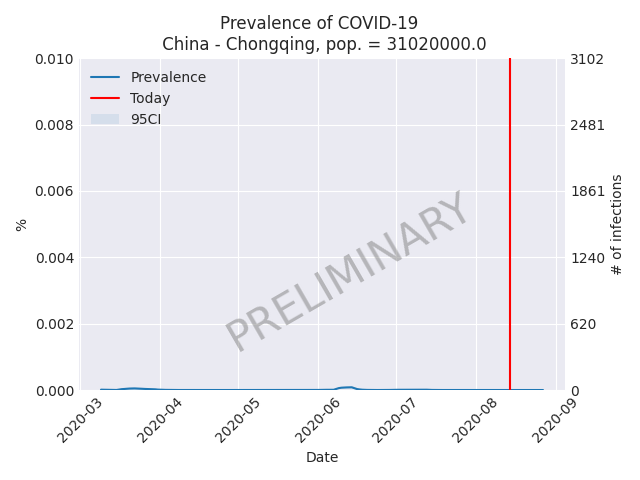 Prevalence of COVID-19
China - Chongqing, pop. = 31020000.0
Prevalence
Today
95CI
0.010
0.008
0.006
0.004
0.002
0.000
%
3102
2481
1861
1240
620
0
# of infections
PRELIMINARY
2020-03
2020-04
2020-05
2020-06
2020-07
2020-08
2020-09
Date